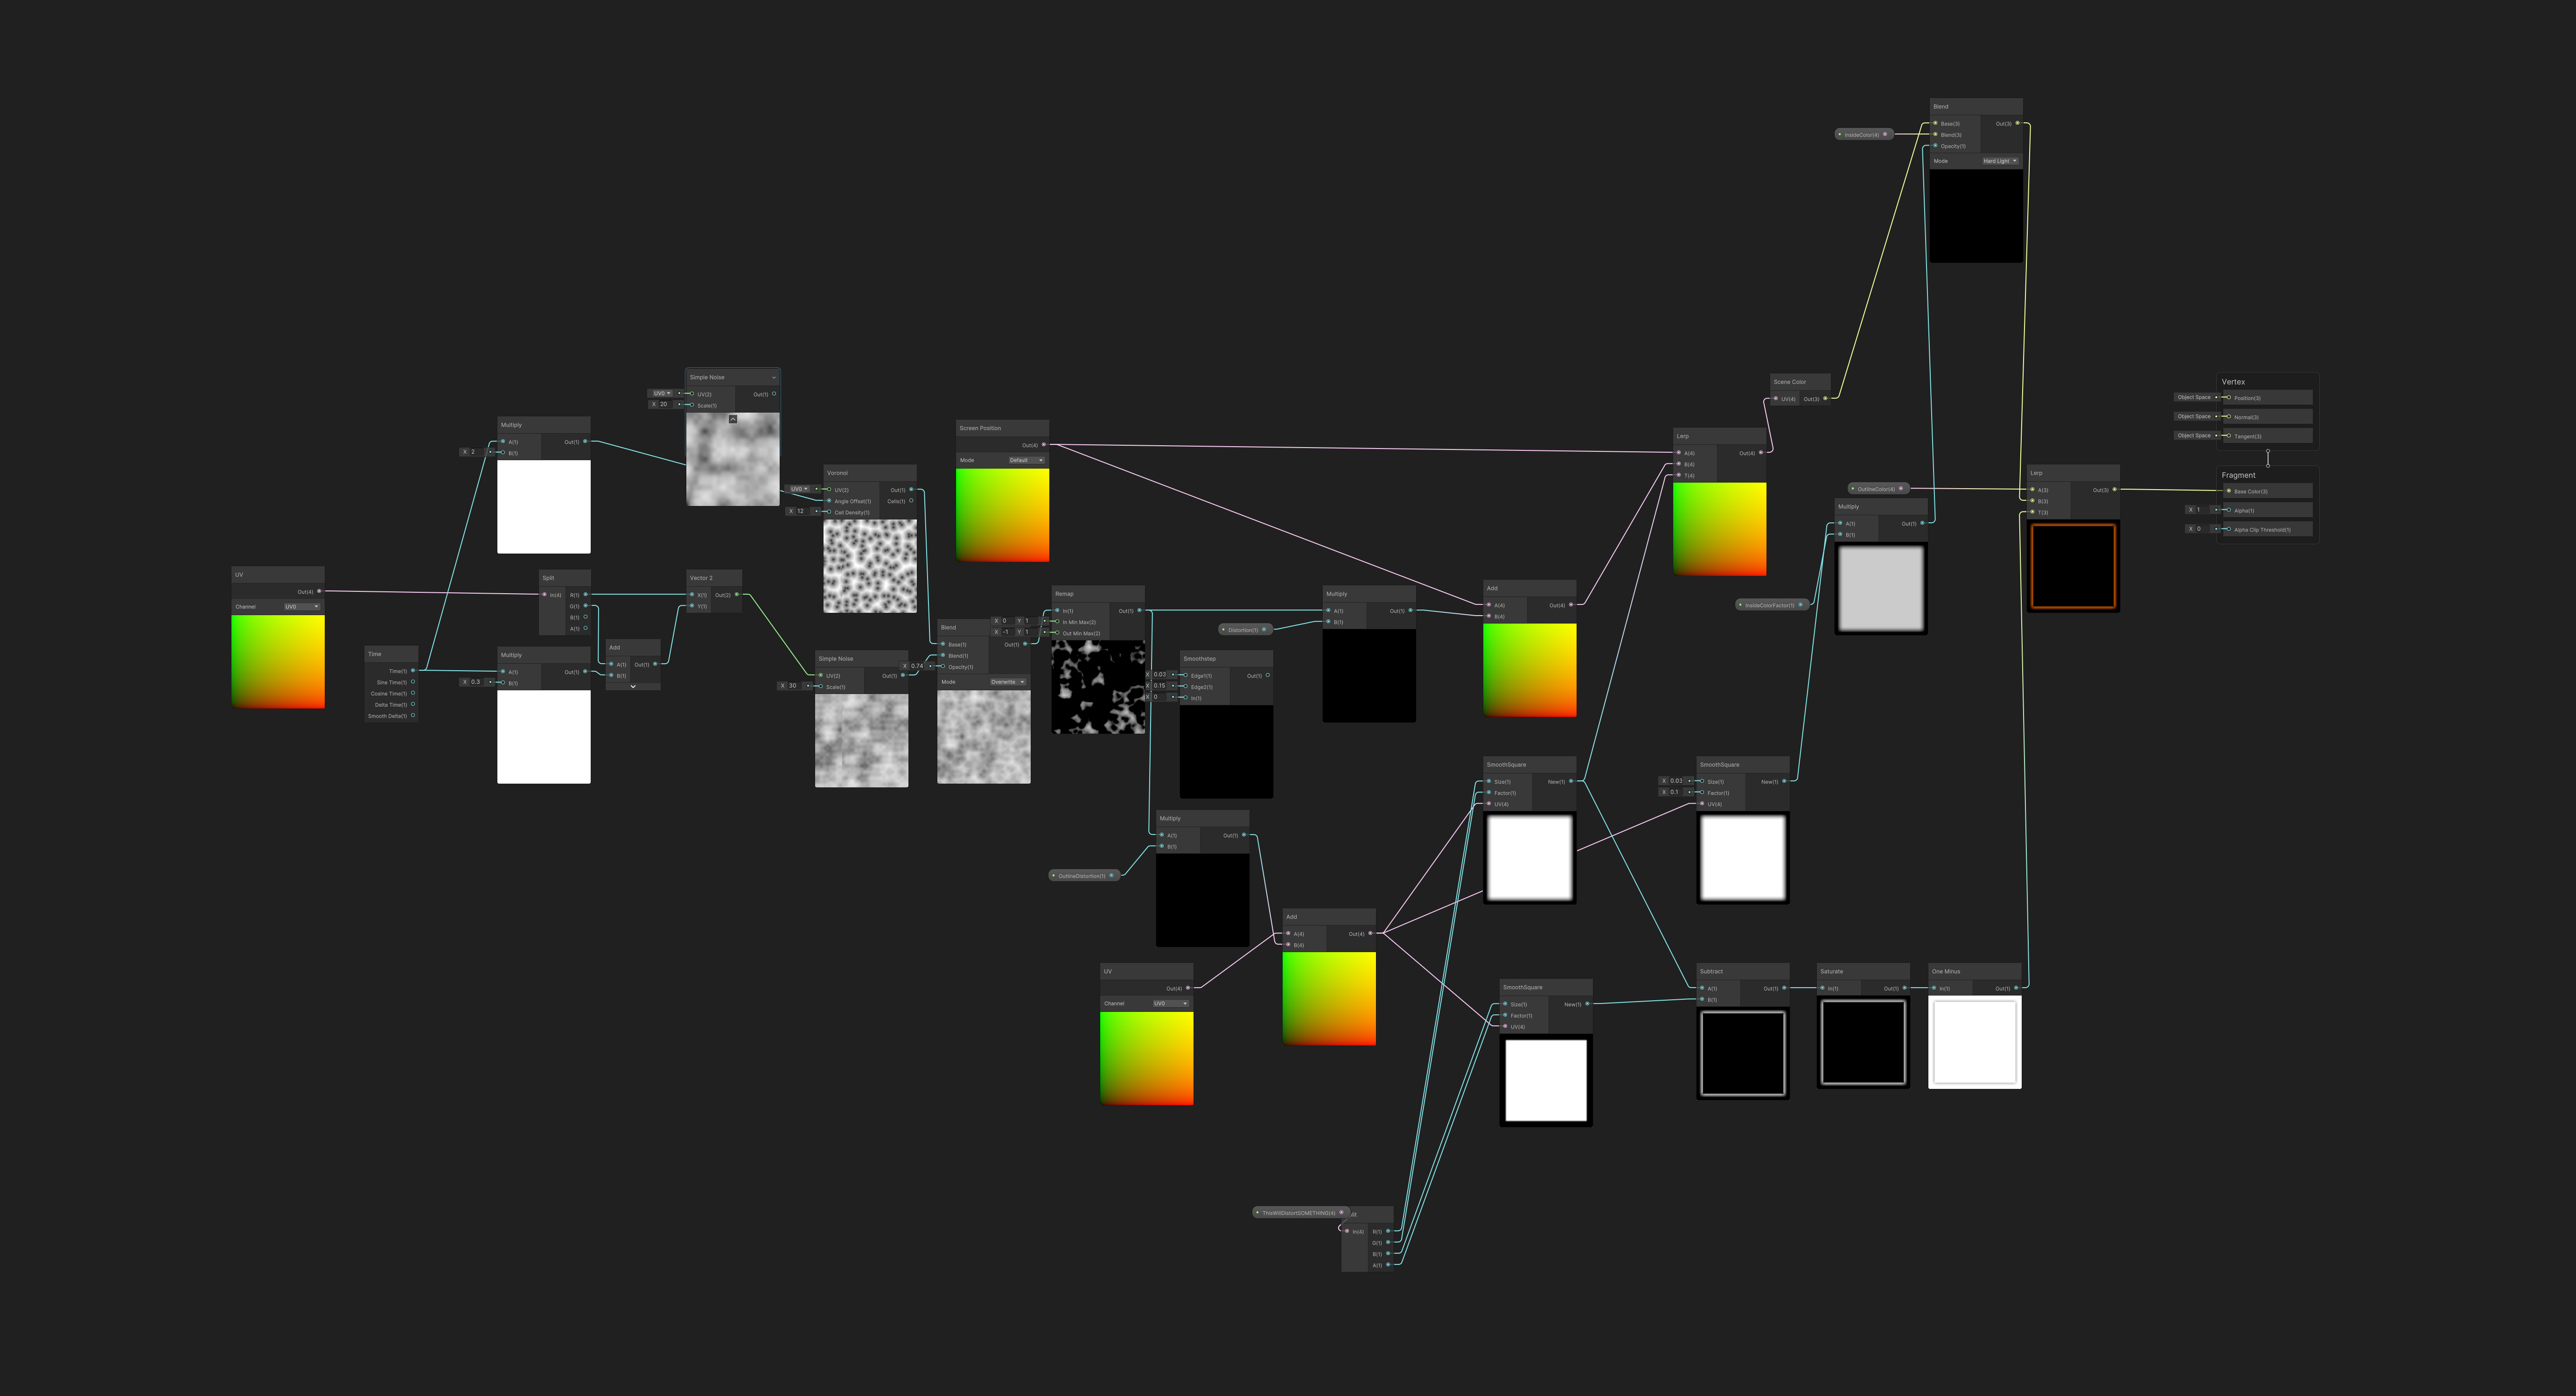 Blend
Base(3)
Out(3)
InsideColor(4)
Blend(3)
Opacity(1)
Mode
Hard Light
Simple Noise
UV0
UV(2)
Out(1)
X 20
Scale(1)
Multiply
A(1)
Out(1)
X 2
B(1)
Voronoi
UV0
UV(2)
Out(1)
Angle Offset(1)
Cells(1)
X 12
Cell Density(1)
Screen Position
Out(4)
Mode
Default
Scene Color
UV(4)
Out(3)
Lerp
A(4)
Out(4)
B(4)
T(4)
Vertex
Object Space
Position(3)
Object Space
Normal(3)
Object Space
Tangent(3)
Fragment
Base Color(3)
X 1
Alpha(1)
X 0
Alpha Clip Threshold(1)
OutlineColor(4)
Lerp
A(3)
Out(3)
B(3)
T(3)
Multiply
A(1)
Out(1)
B(1)
InsideColorFactor(1)
UV
Out(4)
Channel
UV0
Split
In(4)
R(1)
G(1)
B(1)
A(1)
Vector 2
X(1)
Out(2)
Y(1)
Time
Time(1)
Sine Time(1)
Cosine Time(1)
Delta Time(1)
Smooth Delta(1)
Multiply
A(1)
Out(1)
X 0.3
B(1)
Add
A(1)
Out(1)
B(1)
Simple Noise
UV(2)
Out(1)
X 30
Scale(1)
Blend
Base(1)
Out(1)
Blend(1)
X 0.74
Opacity(1)
Mode
Overwrite
Remap
In(1)
Out(1)
X 0 Y 1
In Min Max(2)
X -1 Y 1
Out Min Max(2)
Smoothstep
X 0.03
Edge1(1)
Out(1)
X 0.15
Edge2(1)
X 0
In(1)
Distortion(1)
Multiply
A(1)
Out(1)
B(1)
Add
A(4)
Out(4)
B(4)
SmoothSquare
Size(1)
New(1)
Factor(1)
UV(4)
SmoothSquare
X 0.03
Size(1)
New(1)
X 0.1
Factor(1)
UV(4)
Multiply
A(1)
Out(1)
B(1)
OutlineDistortion(1)
Add
A(4)
Out(4)
B(4)
UV
Out(4)
Channel
UV0
SmoothSquare
Size(1)
New(1)
Factor(1)
UV(4)
Subtract
A(1)
Out(1)
B(1)
Saturate
In(1)
Out(1)
One Minus
In(1)
Out(1)
ThisWillDistortSOMETHING(4)
In(4)
R(1)
G(1)
B(1)
A(1)